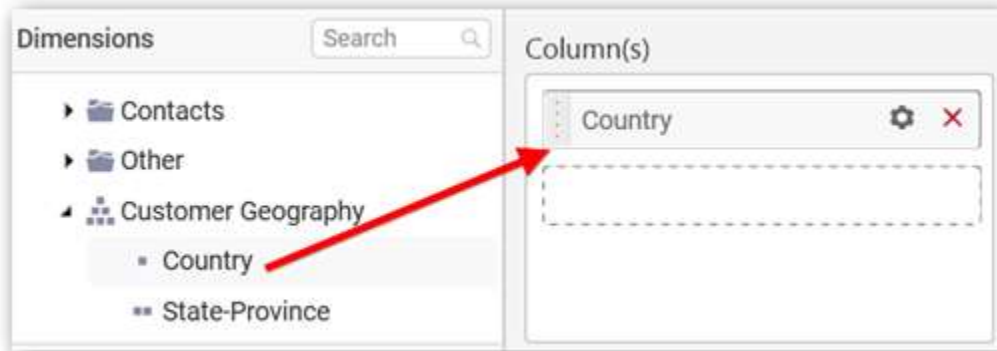 Dimensions
Search
Contacts
Other
Customer Geography
Country
State-Province
Column(s)
Country